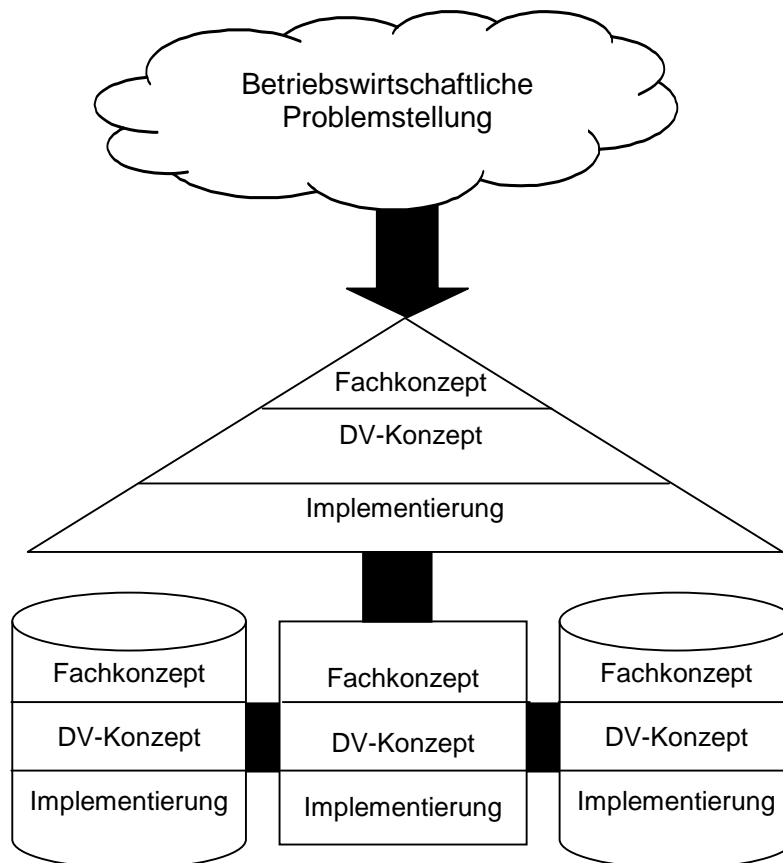 Betriebswirtschaftliche
Problemstellung
Fachkonzept
DV-Konzept
Implementierung
Fachkonzept
Fachkonzept
Fachkonzept
DV-Konzept
DV-Konzept
DV-Konzept
Implementierung
Implementierung
Implementierung